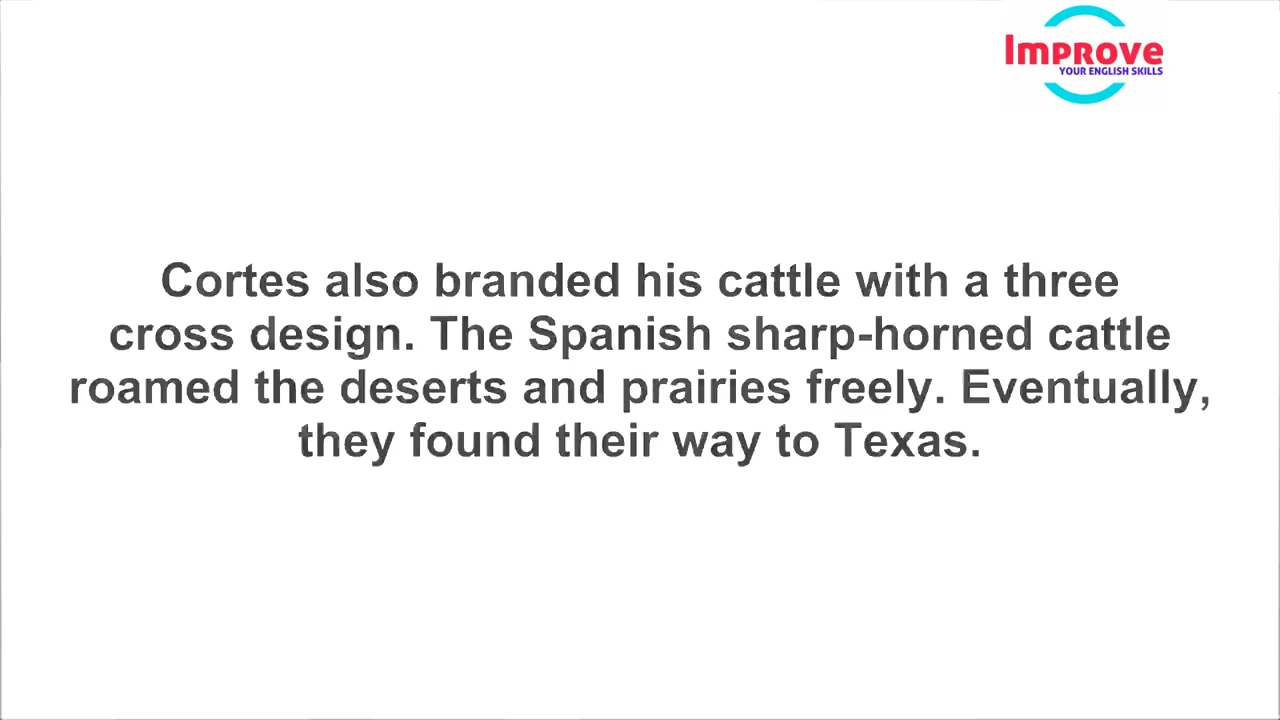 Improve
YOUR ENGLISH SKILLS
Cortes also branded his cattle with a three
cross design. The Spanish sharp-horned cattle
roamed the deserts and prairies freely. Eventually,
they found their way to Texas.